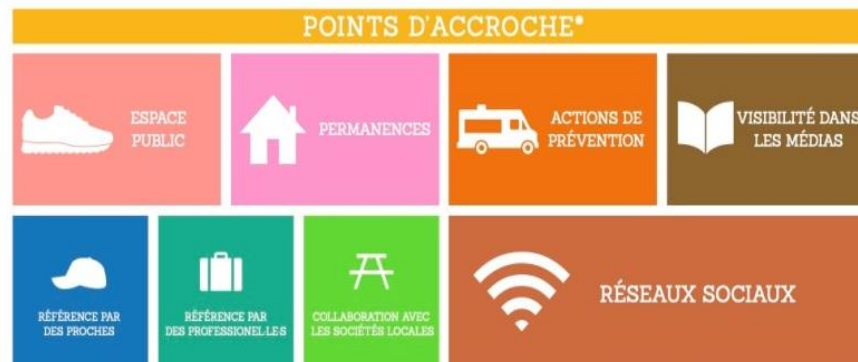 POINTS D'ACCROCHE*
ESPACE
PUBLIC
PERMANENCES
ACTIONS DE
PRÉVENTION
VISIBILITÉ DANS
LES MÉDIAS
RÉFÉRENCE PAR
DES PROCHES
RÉFÉRENCE PAR
DES PROFESSIONEL·LE·S
COLLABORATION AVEC
LES SOCIÉTÉS LOCALES
RÉSEAUX SOCIAUX